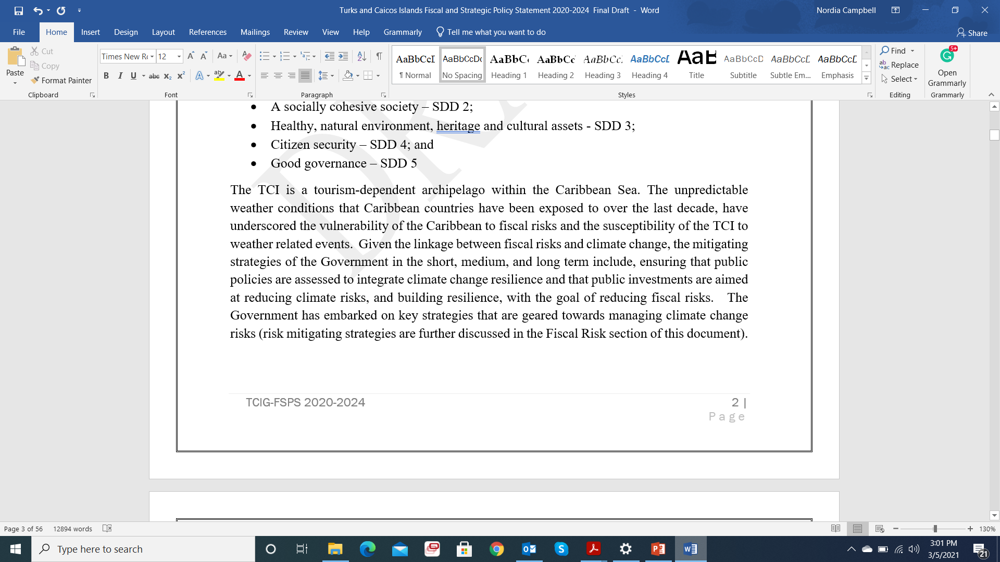 Turks and Caicos Islands Fiscal and Strategic Policy Statement 2020-2024 Final Draft - Word
Nordia Campbell
File Home Insert Design Layout References Mailings Review View Help Grammarly Tell me what you want to do Share
Paste
Cut
Copy
Format Painter
Clipboard
Times New Ro 12 Aa
B I U abc x₂ x²
Font
Paragraph
AaBbCcI ¶ Normal
AaBbCcDc No Spacing
AaBbC Heading 1
AaBbCc Heading 2
AaBbCc Heading 3
AaBbCcL Heading 4
AaB Title
AaBbCcD Subtitle
AaBbCcL Subtle Em...
AaBbCcL Emphasis
Styles
Find
Replace
Select
Editing
5+
Open
Grammarly
Grammarly
• A socially cohesive society – SDD 2;
• Healthy, natural environment, heritage and cultural assets - SDD 3;
• Citizen security – SDD 4; and
• Good governance – SDD 5
The TCI is a tourism-dependent archipelago within the Caribbean Sea. The unpredictable
weather conditions that Caribbean countries have been exposed to over the last decade, have
underscored the vulnerability of the Caribbean to fiscal risks and the susceptibility of the TCI to
weather related events. Given the linkage between fiscal risks and climate change, the mitigating
strategies of the Government in the short, medium, and long term include, ensuring that public
policies are assessed to integrate climate change resilience and that public investments are aimed
at reducing climate risks, and building resilience, with the goal of reducing fiscal risks. The
Government has embarked on key strategies that are geared towards managing climate change
risks (risk mitigating strategies are further discussed in the Fiscal Risk section of this document).
TCIG-FSPS 2020-2024 2 |
Page
Page 3 of 56 12894 words 130%
Type here to search
3:01 PM
3/5/2021
21